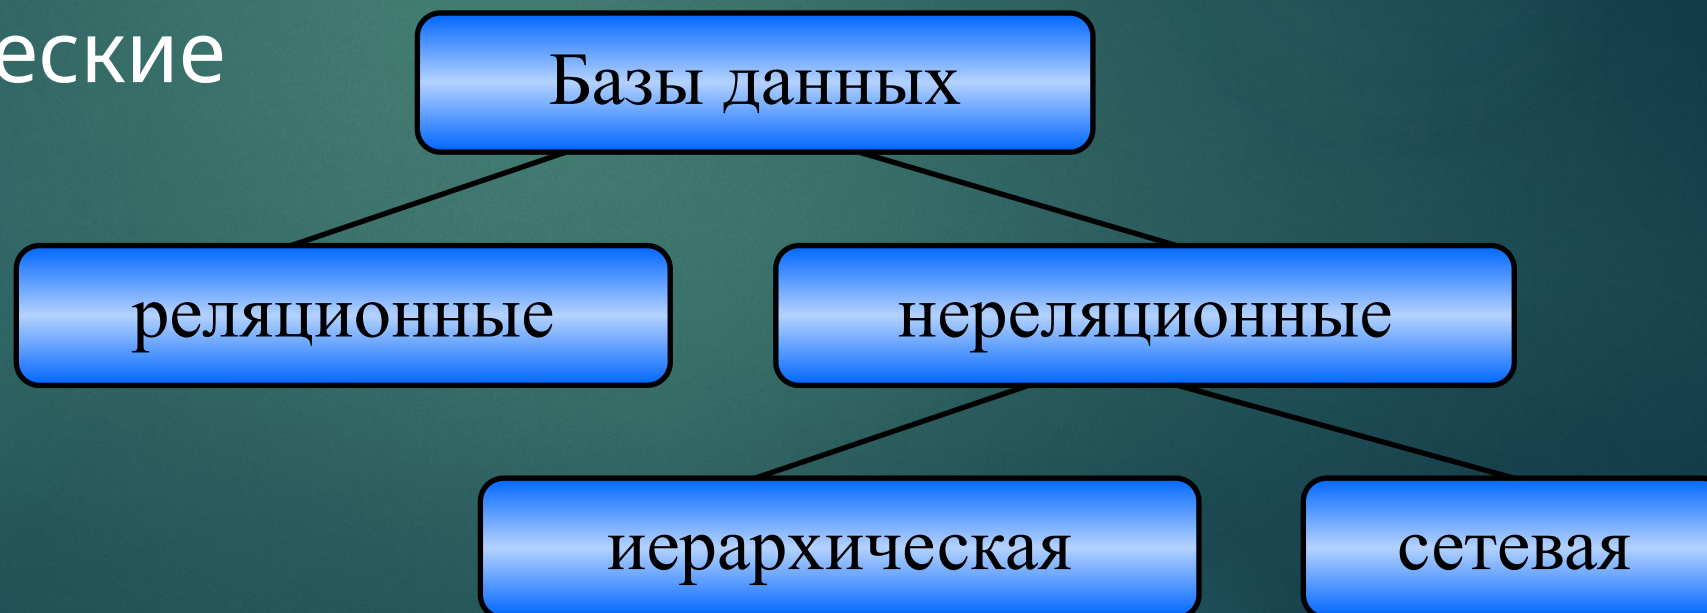 еские
Базы данных
реляционные
нереляционные
иерархическая
сетевая